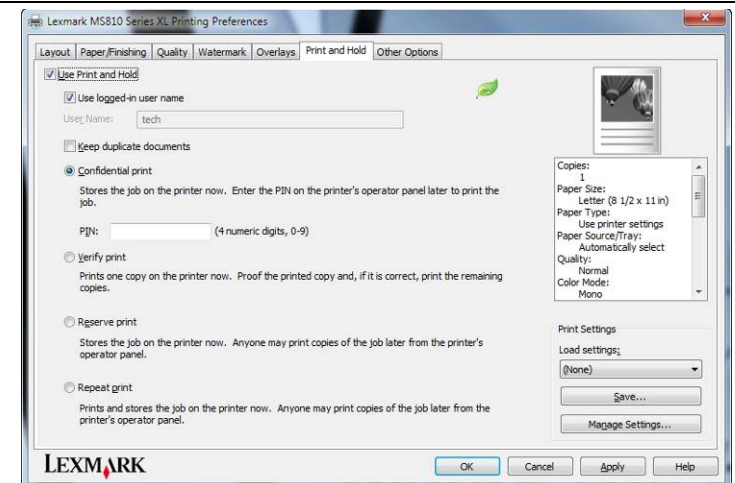 Lexmark MS810 Series XL Printing Preferences
Layout Paper/Finishing Quality Watermark Overlays Print and Hold Other Options
Use Print and Hold
Use logged-in user name
User Name: tech
Keep duplicate documents
Confidential print
Stores the job on the printer now. Enter the PIN on the printer's operator panel later to print the
job.
PIN: (4 numeric digits, 0-9)
Verify print
Prints one copy on the printer now. Proof the printed copy and, if it is correct, print the remaining
copies.
Reserve print
Stores the job on the printer now. Anyone may print copies of the job later from the printer's
operator panel.
Repeat print
Prints and stores the job on the printer now. Anyone may print copies of the job later from the
printer's operator panel.
Copies:
1
Paper Size:
Letter (8 1/2 x 11 in)
Paper Type:
Use printer settings
Paper Source/Tray:
Automatically select
Quality:
Normal
Color Mode:
Mono
Print Settings
Load settings:
(None)
Save...
Manage Settings...
LEXMARK
OK Cancel Apply Help